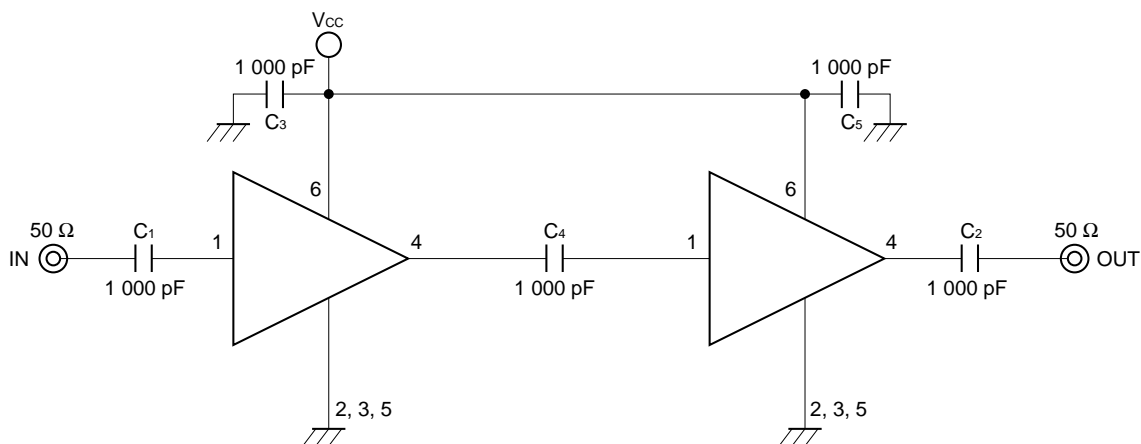 VCC
1 000 pF
1 000 pF
C3
C5
6
6
50 Ω
C1
1
4
C4
1
4
C2
50 Ω
IN
OUT
1 000 pF
1 000 pF
1 000 pF
2, 3, 5
2, 3, 5